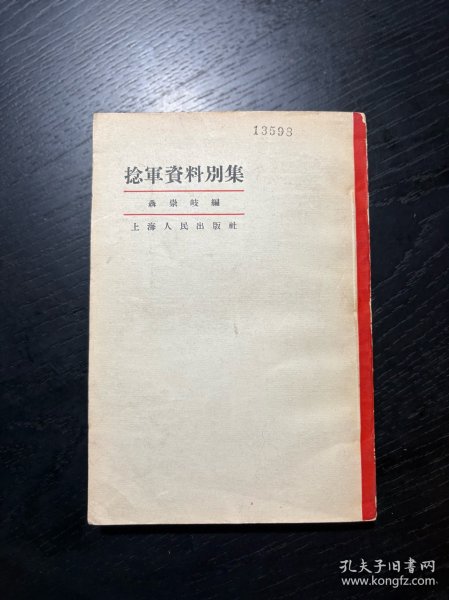 13593
捻軍資料別集
聶崇岐編
上海人民出版社
孔夫子旧书网
www.kongfz.com